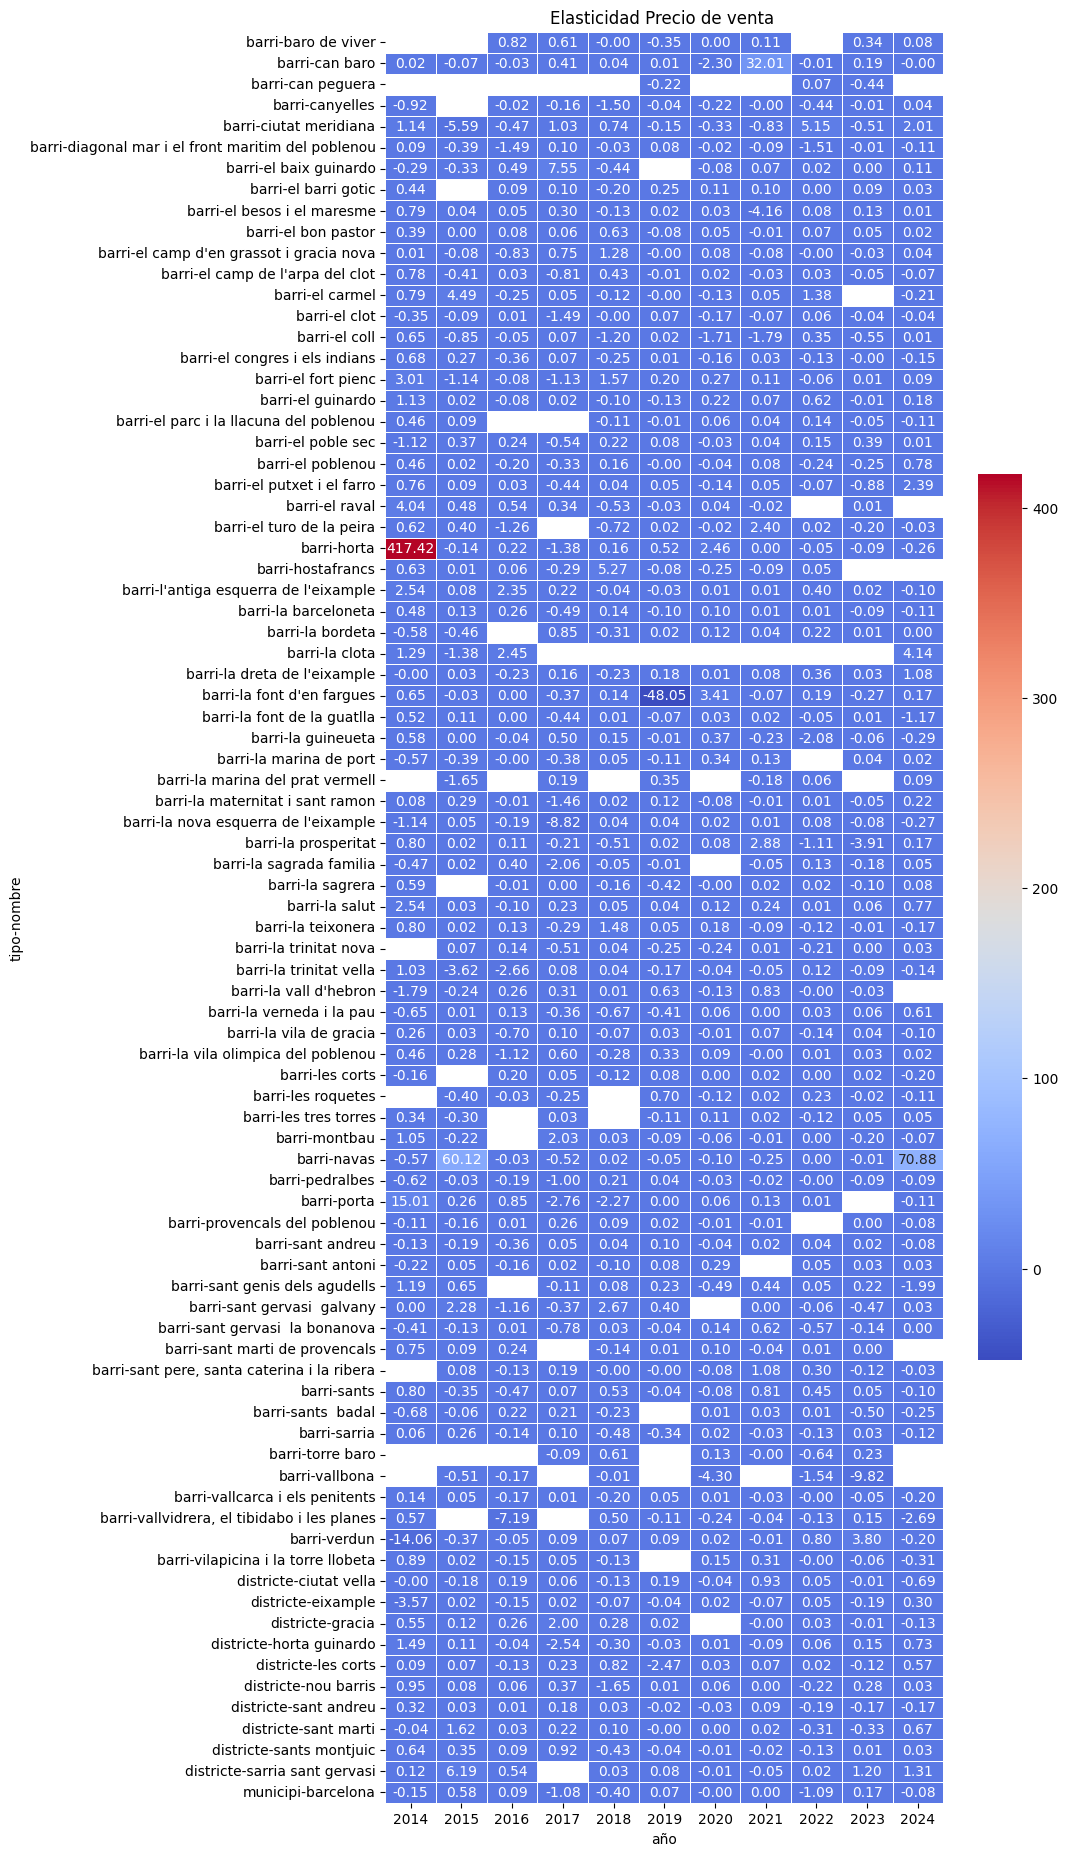 Elasticidad Precio de venta
barri-baro de viver 0.82 0.61 -0.00 -0.35 0.00 0.11 0.34 0.08
barri-can baro 0.02 -0.07 -0.03 0.41 0.04 0.01 -2.30 32.01 -0.01 0.19 -0.00
barri-can peguera -0.22 0.07 -0.44
barri-canyelles -0.92 -0.02 -0.16 -1.50 -0.04 -0.22 -0.00 -0.44 -0.01 0.04
barri-ciutat meridiana 1.14 -5.59 -0.47 1.03 0.74 -0.15 -0.33 -0.83 5.15 -0.51 2.01
barri-diagonal mar i el front maritim del poblenou 0.09 -0.39 -1.49 0.10 -0.03 0.08 -0.02 -0.09 -1.51 -0.01 -0.11
barri-el baix guinardo -0.29 -0.33 0.49 7.55 -0.44 -0.08 0.07 0.02 0.00 0.11
barri-el barri gotic 0.44 0.09 0.10 -0.20 0.25 0.11 0.10 0.00 0.09 0.03
barri-el besos i el maresme 0.79 0.04 0.05 0.30 -0.13 0.02 0.03 -4.16 0.08 0.13 0.01
barri-el bon pastor 0.39 0.00 0.08 0.06 0.63 -0.08 0.05 -0.01 0.07 0.05 0.02
barri-el camp d'en grassot i gracia nova 0.01 -0.08 -0.83 0.75 1.28 -0.00 0.08 -0.08 -0.00 -0.03 0.04
barri-el camp de l'arpa del clot 0.78 -0.41 0.03 -0.81 0.43 -0.01 0.02 -0.03 0.03 -0.05 -0.07
barri-el carmel 0.79 4.49 -0.25 0.05 -0.12 -0.00 -0.13 0.05 1.38 -0.21
barri-el clot -0.35 -0.09 0.01 -1.49 -0.00 0.07 -0.17 -0.07 0.06 -0.04 -0.04
barri-el coll 0.65 -0.85 -0.05 0.07 -1.20 0.02 -1.71 -1.79 0.35 -0.55 0.01
barri-el congres i els indians 0.68 0.27 -0.36 0.07 -0.25 0.01 -0.16 0.03 -0.13 -0.00 -0.15
barri-el fort pienc 3.01 -1.14 -0.08 -1.13 1.57 0.20 0.27 0.11 -0.06 0.01 0.09
barri-el guinardo 1.13 0.02 -0.08 0.02 -0.10 -0.13 0.22 0.07 0.62 -0.01 0.18
barri-el parc i la llacuna del poblenou 0.46 0.09 -0.11 -0.01 0.06 0.04 0.14 -0.05 -0.11
barri-el poble sec -1.12 0.37 0.24 -0.54 0.22 0.08 -0.03 0.04 0.15 0.39 0.01
barri-el poblenou 0.46 0.02 -0.20 -0.33 0.16 -0.00 -0.04 0.08 -0.24 -0.25 0.78
barri-el putxet i el farro 0.76 0.09 0.03 -0.44 0.04 0.05 -0.14 0.05 -0.07 -0.88 2.39
barri-el raval 4.04 0.48 0.54 0.34 -0.53 -0.03 0.04 -0.02 0.01
barri-el turo de la peira 0.62 0.40 -1.26 -0.72 0.02 -0.02 2.40 0.02 -0.20 -0.03
barri-horta 417.42 -0.14 0.22 -1.38 0.16 0.52 2.46 0.00 -0.05 -0.09 -0.26
barri-hostafrancs 0.63 0.01 0.06 -0.29 5.27 -0.08 -0.25 -0.09 0.05
barri-l'antiga esquerra de l'eixample 2.54 0.08 2.35 0.22 -0.04 -0.03 0.01 0.01 0.40 0.02 -0.10
barri-la barceloneta 0.48 0.13 0.26 -0.49 0.14 -0.10 0.10 0.01 0.01 -0.09 -0.11
barri-la bordeta -0.58 -0.46 0.85 -0.31 0.02 0.12 0.04 0.22 0.01 0.00
barri-la clota 1.29 -1.38 2.45 4.14
barri-la dreta de l'eixample -0.00 0.03 -0.23 0.16 -0.23 0.18 0.01 0.08 0.36 0.03 1.08
barri-la font d'en fargues 0.65 -0.03 0.00 -0.37 0.14 -48.05 3.41 -0.07 0.19 -0.27 0.17
barri-la font de la guatlla 0.52 0.11 0.00 -0.44 0.01 -0.07 0.03 0.02 -0.05 0.01 -1.17
barri-la guineueta 0.58 0.00 -0.04 0.50 0.15 -0.01 0.37 -0.23 -2.08 -0.06 -0.29
barri-la marina de port -0.57 -0.39 -0.00 -0.38 0.05 -0.11 0.34 0.13 0.04 0.02
barri-la marina del prat vermell -1.65 0.19 0.35 -0.18 0.06 0.09
barri-la maternitat i sant ramon 0.08 0.29 -0.01 -1.46 0.02 0.12 -0.08 -0.01 0.01 -0.05 0.22
barri-la nova esquerra de l'eixample -1.14 0.05 -0.19 -8.82 0.04 0.04 0.02 0.01 0.08 -0.08 -0.27
barri-la prosperitat 0.80 0.02 0.11 -0.21 -0.51 0.02 0.08 2.88 -1.11 -3.91 0.17
barri-la sagrada familia -0.47 0.02 0.40 -2.06 -0.05 -0.01 -0.05 0.13 -0.18 0.05
barri-la sagrera 0.59 -0.01 0.00 -0.16 -0.42 -0.00 0.02 0.02 -0.10 0.08
barri-la salut 2.54 0.03 -0.10 0.23 0.05 0.04 0.12 0.24 0.01 0.06 0.77
barri-la teixonera 0.80 0.02 0.13 -0.29 1.48 0.05 0.18 -0.09 -0.12 -0.01 -0.17
barri-la trinitat nova 0.07 0.14 -0.51 0.04 -0.25 -0.24 0.01 -0.21 0.00 0.03
barri-la trinitat vella 1.03 -3.62 -2.66 0.08 0.04 -0.17 -0.04 -0.05 0.12 -0.09 -0.14
barri-la vall d'hebron -1.79 -0.24 0.26 0.31 0.01 0.63 -0.13 0.83 -0.00 -0.03
barri-la verneda i la pau -0.65 0.01 0.13 -0.36 -0.67 -0.41 0.06 0.00 0.03 0.06 0.61
barri-la vila de gracia 0.26 0.03 -0.70 0.10 -0.07 0.03 -0.01 0.07 -0.14 0.04 -0.10
barri-la vila olimpica del poblenou 0.46 0.28 -1.12 0.60 -0.28 0.33 0.09 -0.00 0.01 0.03 0.02
barri-les corts -0.16 0.20 0.05 -0.12 0.08 0.00 0.02 0.00 0.02 -0.20
barri-les roquetes -0.40 -0.03 -0.25 0.70 -0.12 0.02 0.23 -0.02 -0.11
barri-les tres torres 0.34 -0.30 0.03 -0.11 0.11 0.02 -0.12 0.05 0.05
barri-montbau 1.05 -0.22 2.03 0.03 -0.09 -0.06 -0.01 0.00 -0.20 -0.07
barri-navas -0.57 60.12 -0.03 -0.52 0.02 -0.05 -0.10 -0.25 0.00 -0.01 70.88
barri-pedralbes -0.62 -0.03 -0.19 -1.00 0.21 0.04 -0.03 -0.02 -0.00 -0.09 -0.09
barri-porta 15.01 0.26 0.85 -2.76 -2.27 0.00 0.06 0.13 0.01 -0.11
barri-provencals del poblenou -0.11 -0.16 0.01 0.26 0.09 0.02 -0.01 -0.01 0.00 -0.08
barri-sant andreu -0.13 -0.19 -0.36 0.05 0.04 0.10 -0.04 0.02 0.04 0.02 -0.08
barri-sant antoni -0.22 0.05 -0.16 0.02 -0.10 0.08 0.29 0.05 0.03 0.03
barri-sant genis dels agudells 1.19 0.65 -0.11 0.08 0.23 -0.49 0.44 0.05 0.22 -1.99
barri-sant gervasi  galvany 0.00 2.28 -1.16 -0.37 2.67 0.40 0.00 -0.06 -0.47 0.03
barri-sant gervasi  la bonanova -0.41 -0.13 0.01 -0.78 0.03 -0.04 0.14 0.62 -0.57 -0.14 0.00
barri-sant marti de provencals 0.75 0.09 0.24 -0.14 0.01 0.10 -0.04 0.01 0.00
barri-sant pere, santa caterina i la ribera 0.08 -0.13 0.19 -0.00 -0.00 -0.08 1.08 0.30 -0.12 -0.03
barri-sants 0.80 -0.35 -0.47 0.07 0.53 -0.04 -0.08 0.81 0.45 0.05 -0.10
barri-sants  badal -0.68 -0.06 0.22 0.21 -0.23 0.01 0.03 0.01 -0.50 -0.25
barri-sarria 0.06 0.26 -0.14 0.10 -0.48 -0.34 0.02 -0.03 -0.13 0.03 -0.12
barri-torre baro -0.09 0.61 0.13 -0.00 -0.64 0.23
barri-vallbona -0.51 -0.17 -0.01 -4.30 -1.54 -9.82
barri-vallcarca i els penitents 0.14 0.05 -0.17 0.01 -0.20 0.05 0.01 -0.03 -0.00 -0.05 -0.20
barri-vallvidrera, el tibidabo i les planes 0.57 -7.19 0.50 -0.11 -0.24 -0.04 -0.13 0.15 -2.69
barri-verdun -14.06 -0.37 -0.05 0.09 0.07 0.09 0.02 -0.01 0.80 3.80 -0.20
barri-vilapicina i la torre llobeta 0.89 0.02 -0.15 0.05 -0.13 0.15 0.31 -0.00 -0.06 -0.31
districte-ciutat vella -0.00 -0.18 0.19 0.06 -0.13 0.19 -0.04 0.93 0.05 -0.01 -0.69
districte-eixample -3.57 0.02 -0.15 0.02 -0.07 -0.04 0.02 -0.07 0.05 -0.19 0.30
districte-gracia 0.55 0.12 0.26 2.00 0.28 0.02 -0.00 0.03 -0.01 -0.13
districte-horta guinardo 1.49 0.11 -0.04 -2.54 -0.30 -0.03 0.01 -0.09 0.06 0.15 0.73
districte-les corts 0.09 0.07 -0.13 0.23 0.82 -2.47 0.03 0.07 0.02 -0.12 0.57
districte-nou barris 0.95 0.08 0.06 0.37 -1.65 0.01 0.06 0.00 -0.22 0.28 0.03
districte-sant andreu 0.32 0.03 0.01 0.18 0.03 -0.02 -0.03 0.09 -0.19 -0.17 -0.17
districte-sant marti -0.04 1.62 0.03 0.22 0.10 -0.00 0.00 0.02 -0.31 -0.33 0.67
districte-sants montjuic 0.64 0.35 0.09 0.92 -0.43 -0.04 -0.01 -0.02 -0.13 0.01 0.03
districte-sarria sant gervasi 0.12 6.19 0.54 0.03 0.08 -0.01 -0.05 0.02 1.20 1.31
municipi-barcelona -0.15 0.58 0.09 -1.08 -0.40 0.07 -0.00 0.00 -1.09 0.17 -0.08
2014 2015 2016 2017 2018 2019 2020 2021 2022 2023 2024
año
tipo-nombre
400
300
200
100
0